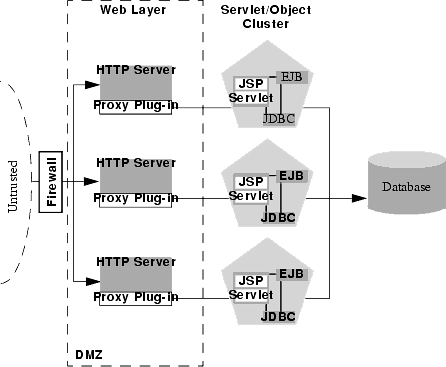 Web Layer
Servlet/Object
Cluster
HTTP Server
Proxy Plug-in
JSP
Servlet
EJB
JDBC
Untrusted
Firewall
HTTP Server
Proxy Plug-in
JSP
Servlet
EJB
JDBC
Database
HTTP Server
Proxy Plug-in
JSP
Servlet
EJB
JDBC
DMZ